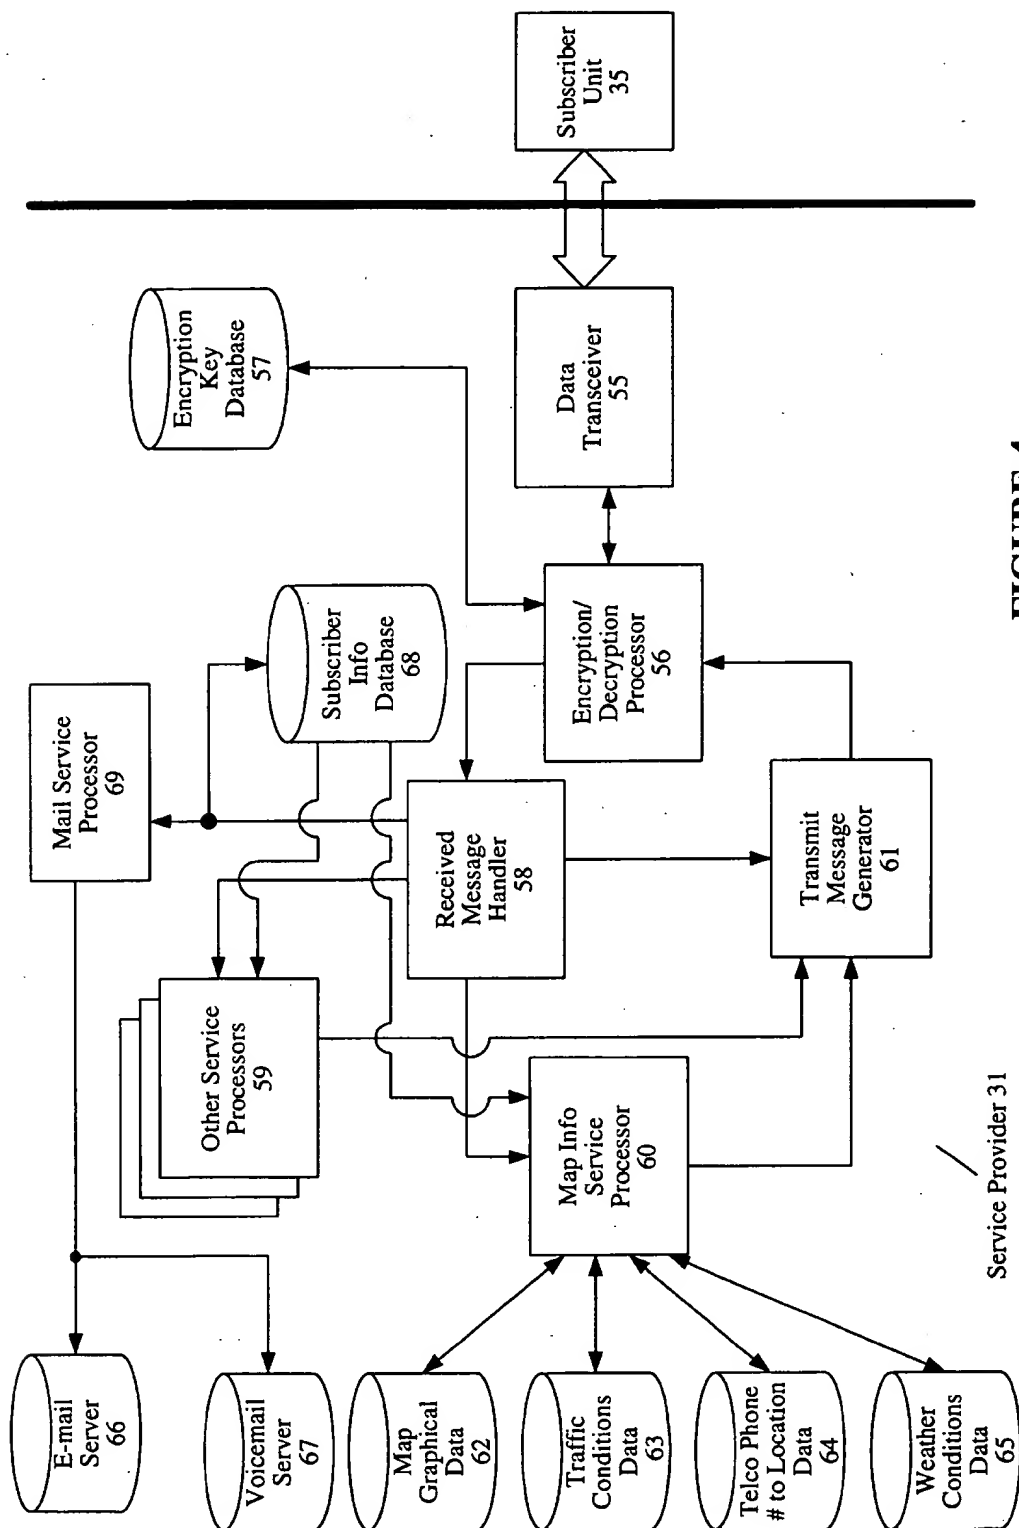 E-mail
Server
66
Voicemail
Server
67
Map
Graphical
Data
62
Traffic
Conditions
Data
63
Telco Phone
# to Location
Data
64
Weather
Conditions
Data
65
Mail Service
Processor
69
Other Service
Processors
59
Map Info
Service
Processor
60
Subscriber
Info
Database
68
Received
Message
Handler
58
Transmit
Message
Generator
61
Encryption
Key
Database
57
Encryption/
Decryption
Processor
56
Data
Transceiver
55
Subscriber
Unit
35
Service Provider 31
FIGURE 4